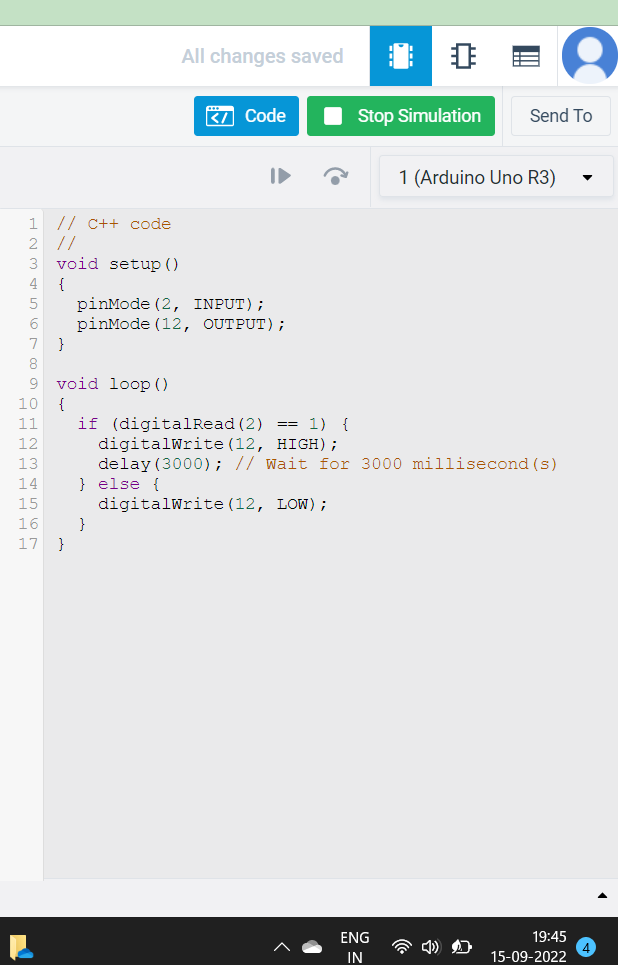 All changes saved
Code
Stop Simulation
Send To
1 (Arduino Uno R3)
1 // C++ code
2 //
3 void setup()
4 {
5   pinMode(2, INPUT);
6   pinMode(12, OUTPUT);
7 }
8
9 void loop()
10 {
11   if (digitalRead(2) == 1) {
12     digitalWrite(12, HIGH);
13     delay(3000); // Wait for 3000 millisecond(s)
14   } else {
15     digitalWrite(12, LOW);
16   }
17 }
ENG
IN
19:45
15-09-2022
4